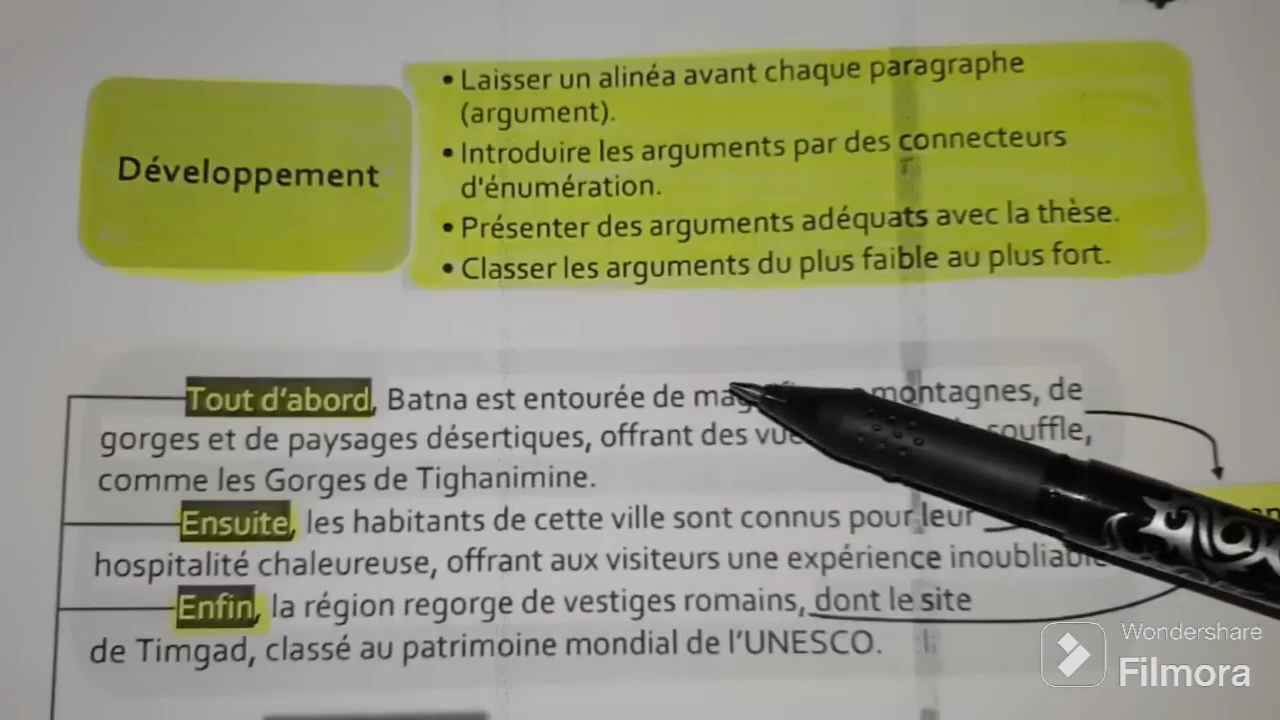 Développement
• Laisser un alinéa avant chaque paragraphe
(argument).
• Introduire les arguments par des connecteurs
d'énumération.
• Présenter des arguments adéquats avec la thèse.
• Classer les arguments du plus faible au plus fort.
Tout d'abord, Batna est entourée de montagnes, de
gorges et de paysages désertiques, offrant des souffle,
comme les Gorges de Tighanimine.
Ensuite, les habitants de cette ville sont connus pour leur
hospitalité chaleureuse, offrant aux visiteurs une expérience
Enfin, la région regorge de vestiges romains, dont le site
de Timgad, classé au patrimoine mondial de l'UNESCO.
Wondershare
Filmora